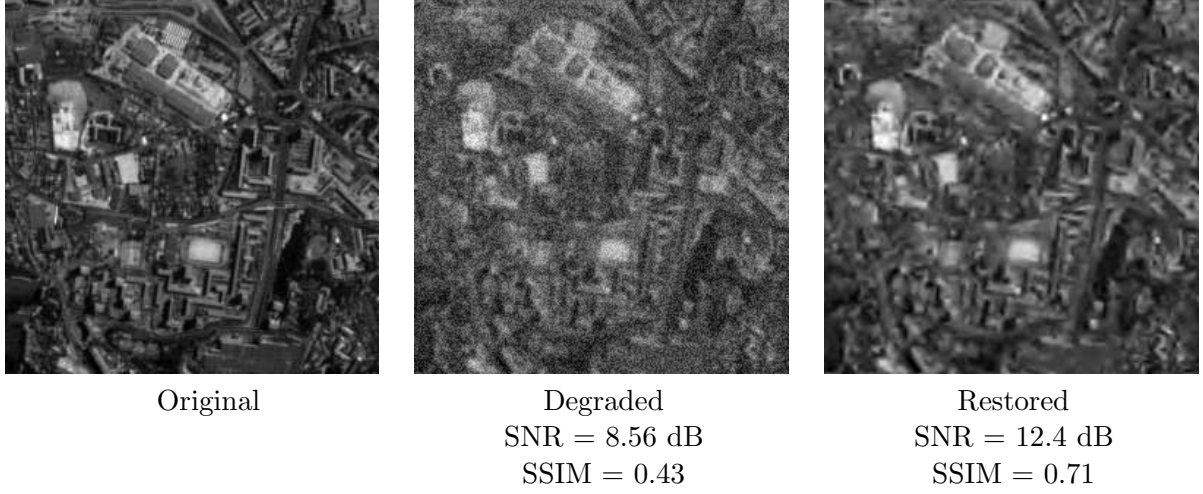 Original
Degraded
SNR = 8.56 dB
SSIM = 0.43
Restored
SNR = 12.4 dB
SSIM = 0.71